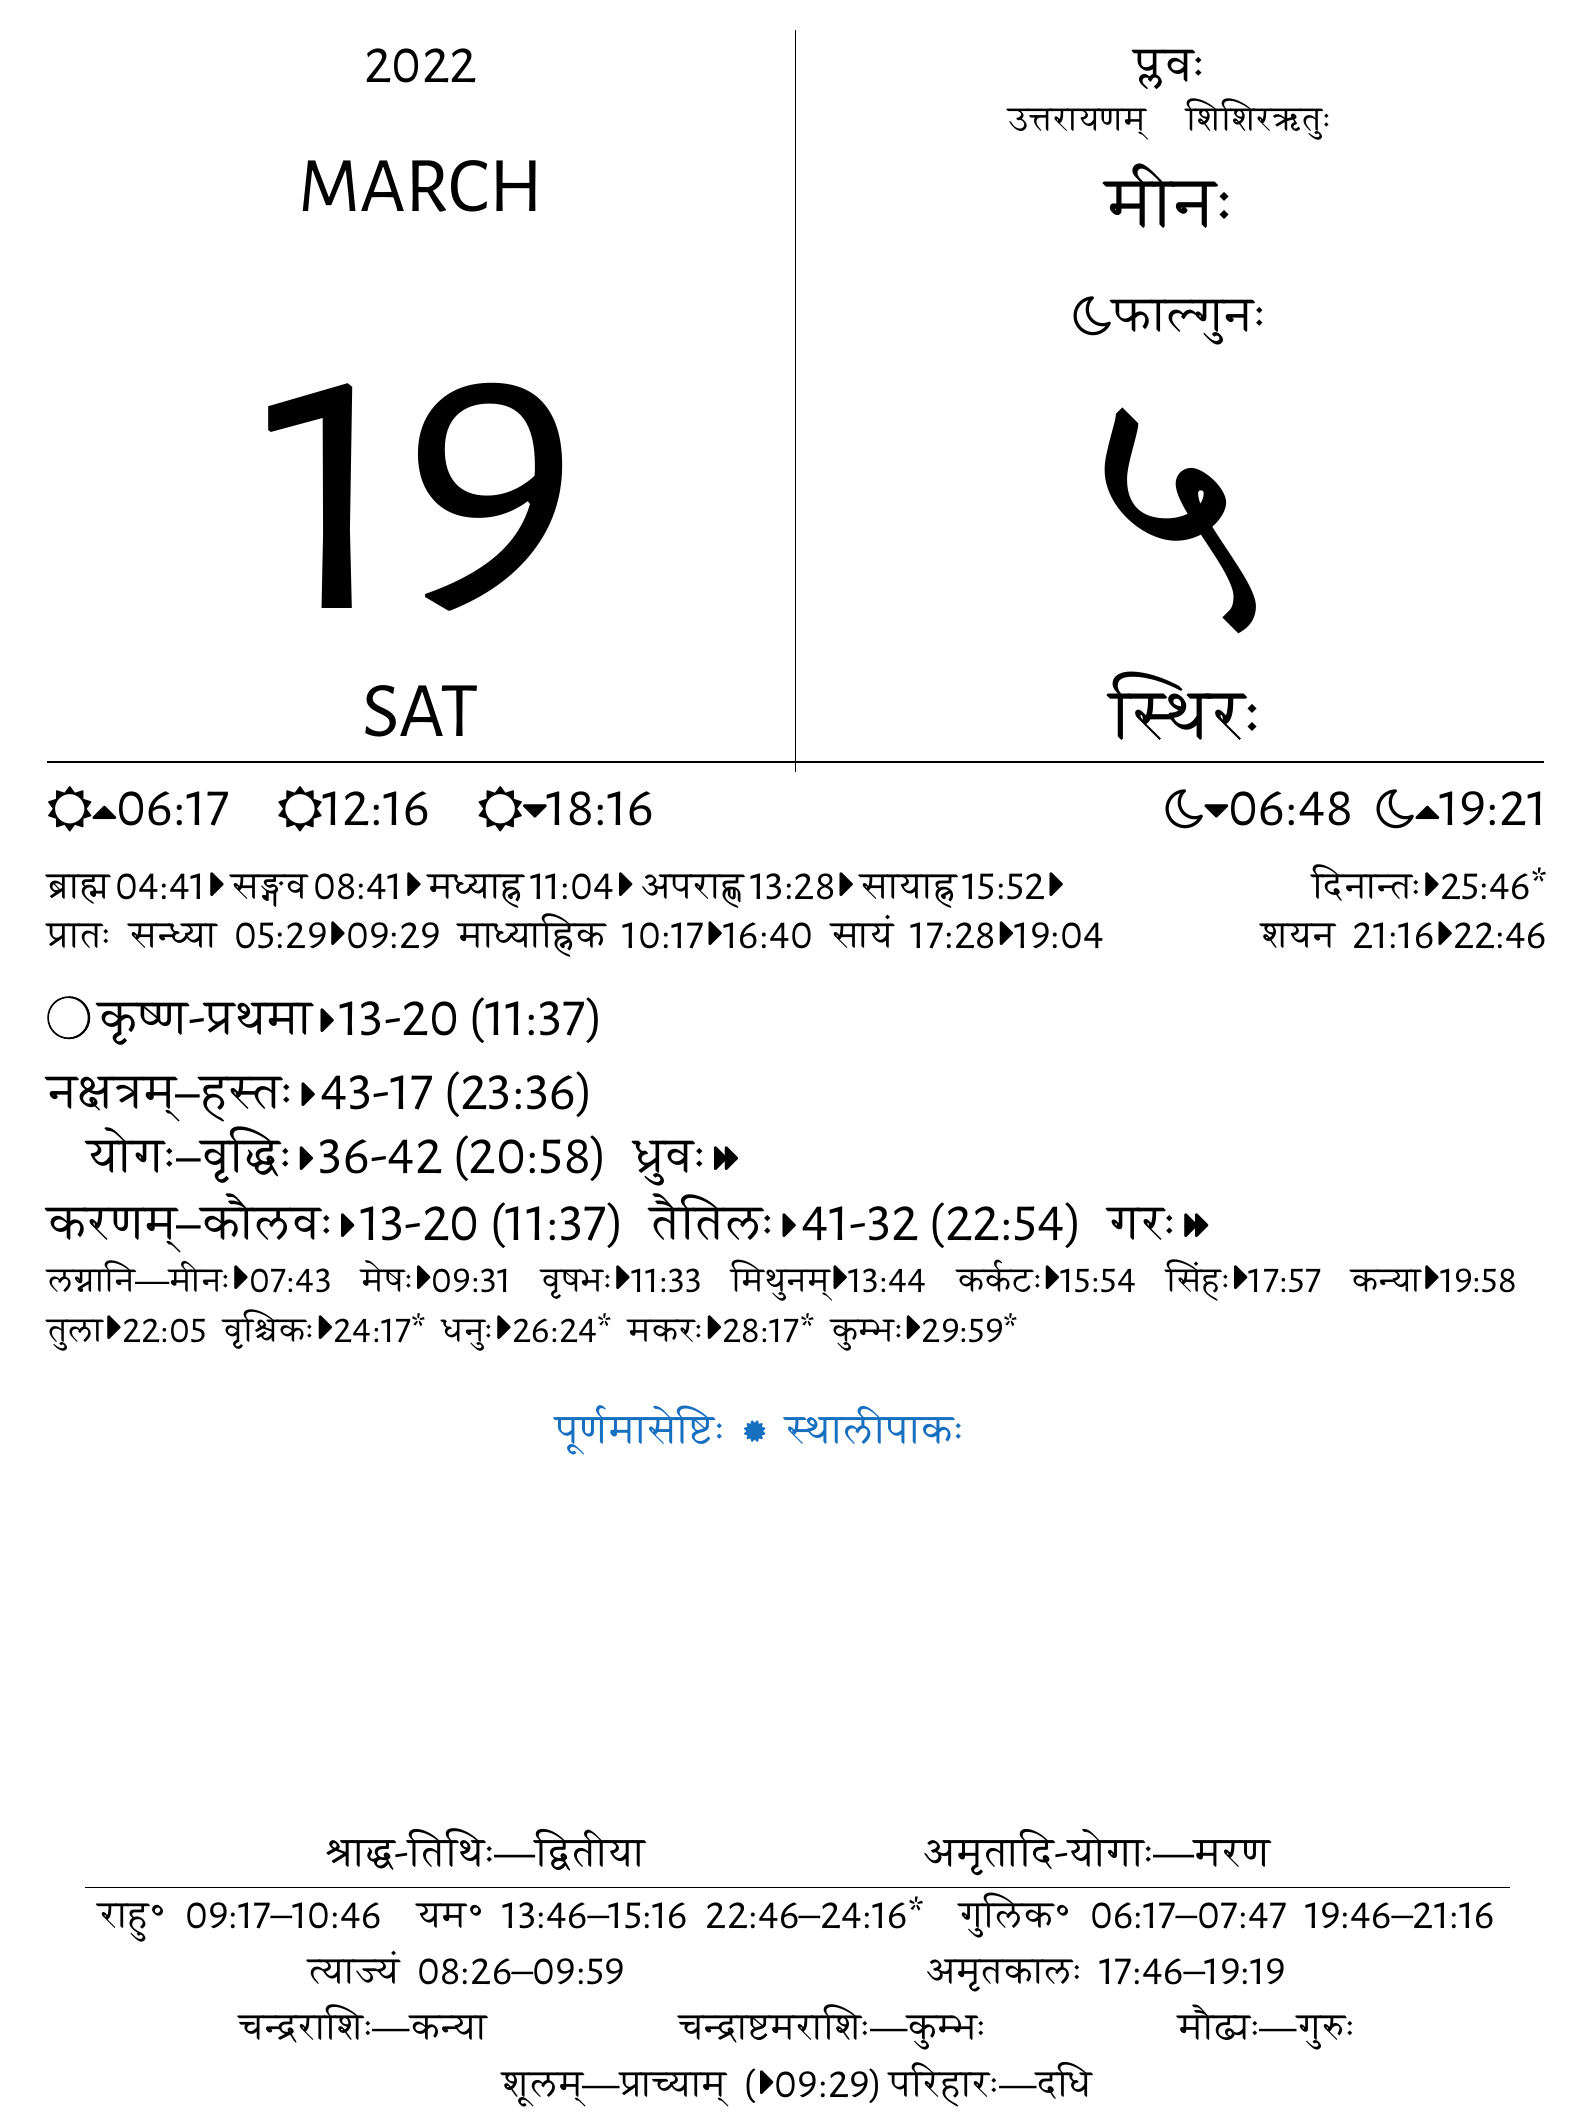 2022
MARCH
19
SAT
प्लवः
उत्तरायणम् शिशिरऋतुः
मीनः
फाल्गुनः
५
स्थिरः
06:17 12:16 18:16 06:48 19:21
ब्राह्म 04:41 सङ्गव 08:41 मध्याह्न 11:04 अपराह्ण 13:28 सायाह्न 15:52 दिनान्तः 25:46*
प्रातः सन्ध्या 05:29 09:29 माध्याह्निक 10:17 16:40 सायं 17:28 19:04 शयन 21:16 22:46
कृष्ण-प्रथमा 13-20 (11:37)
नक्षत्रम्–हस्तः 43-17 (23:36)
योगः–वृद्धिः 36-42 (20:58) ध्रुवः
करणम्–कौलवः 13-20 (11:37) तैतिलः 41-32 (22:54) गरः
लग्नानि—मीनः 07:43 मेषः 09:31 वृषभः 11:33 मिथुनम् 13:44 कर्कटः 15:54 सिंहः 17:57 कन्या 19:58
तुला 22:05 वृश्चिकः 24:17* धनुः 26:24* मकरः 28:17* कुम्भः 29:59*
पूर्णमासेष्टिः स्थालीपाकः
श्राद्ध-तिथिः—द्वितीया अमृतादि-योगाः—मरण
राहु॰ 09:17–10:46 यम॰ 13:46–15:16 22:46–24:16* गुलिक॰ 06:17–07:47 19:46–21:16
त्याज्यं 08:26–09:59 अमृतकालः 17:46–19:19
चन्द्रराशिः—कन्या चन्द्राष्टमराशिः—कुम्भः मौढ्यः—गुरुः
शूलम्—प्राच्याम् (09:29) परिहारः—दधि